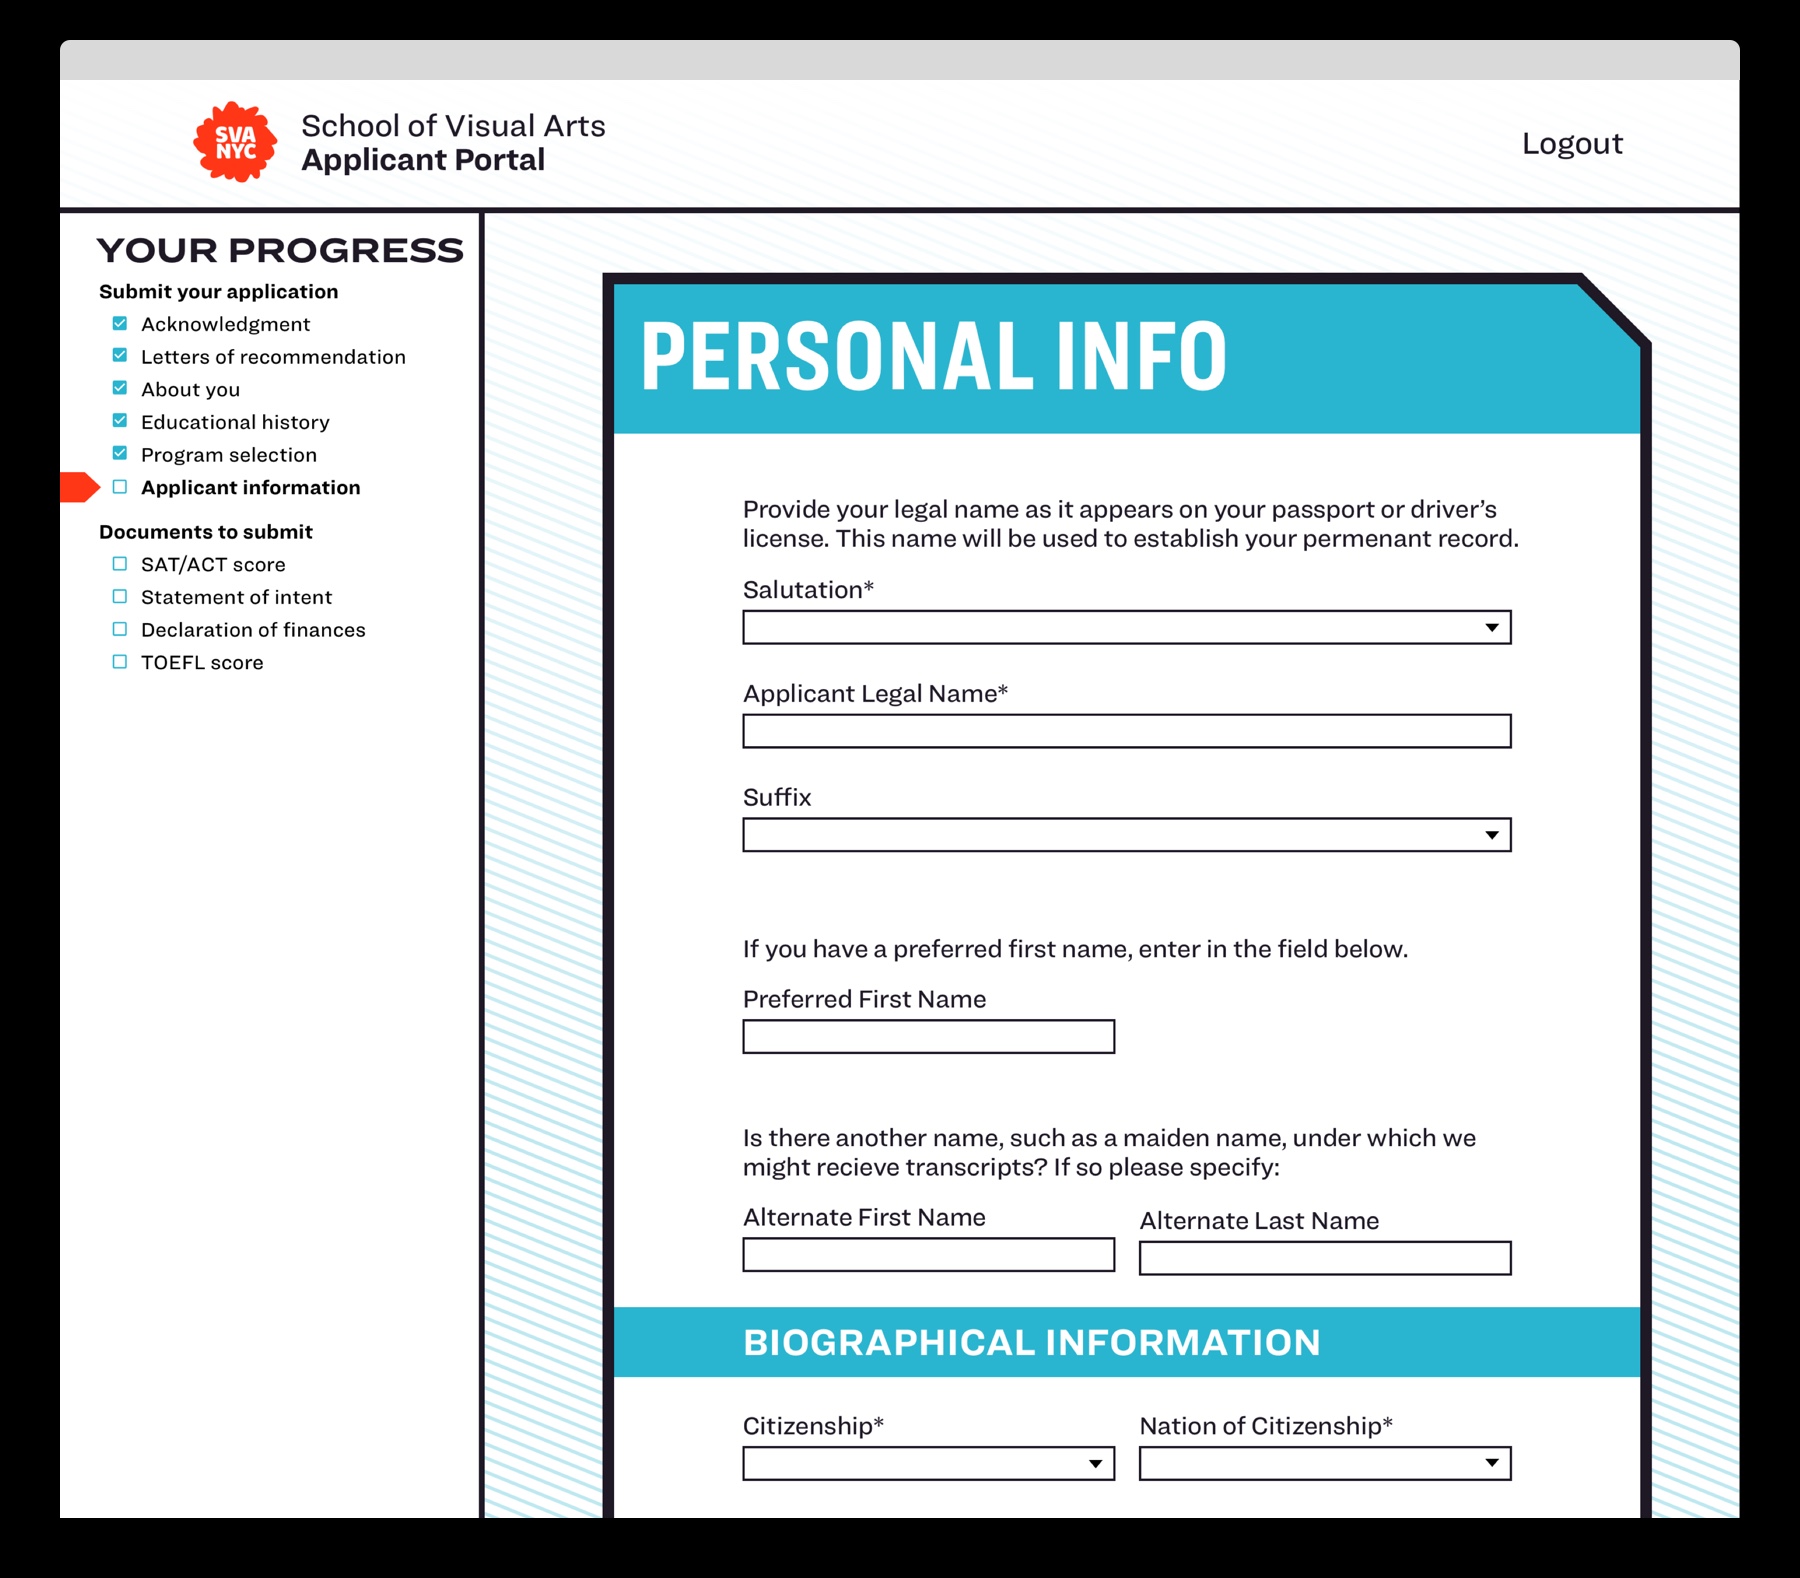 SVA
NYC
School of Visual Arts
Applicant Portal
Logout
YOUR PROGRESS
Submit your application
Acknowledgment
Letters of recommendation
About you
Educational history
Program selection
Applicant information
Documents to submit
SAT/ACT score
Statement of intent
Declaration of finances
TOEFL score
PERSONAL INFO
Provide your legal name as it appears on your passport or driver’s
license. This name will be used to establish your permenant record.
Salutation*
Applicant Legal Name*
Suffix
If you have a preferred first name, enter in the field below.
Preferred First Name
Is there another name, such as a maiden name, under which we
might recieve transcripts? If so please specify:
Alternate First Name
Alternate Last Name
BIOGRAPHICAL INFORMATION
Citizenship*
Nation of Citizenship*